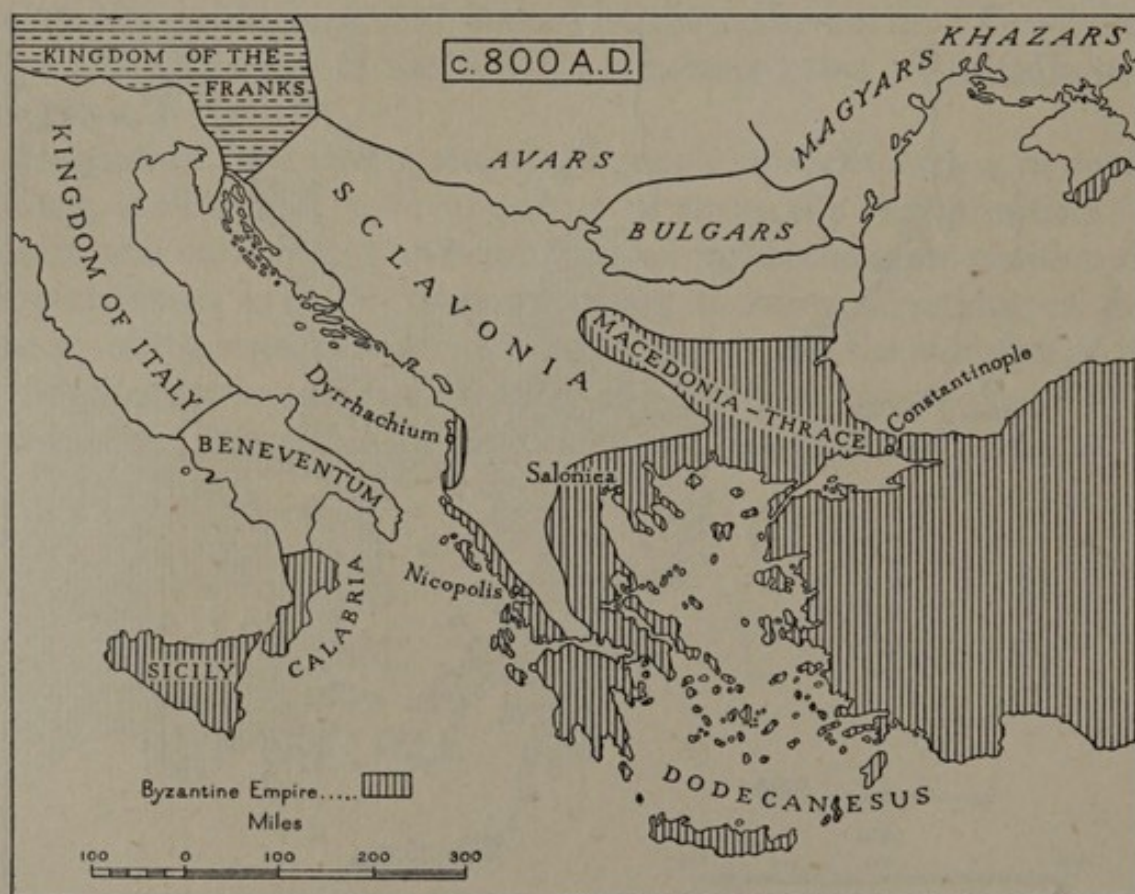 c. 800 A.D.
KINGDOM OF THE
FRANKS
KHAZARS
MAGYARS
AVARS
BULGARS
SCLAVONIA
KINGDOM OF ITALY
MACEDONIA - THRACE
Constantinople
Dyrrhachium
BENEVENTUM
Salonica
Nicopolis
CALABRIA
SICILY
DODECANESUS
Byzantine Empire.....
Miles
100 0 100 200 300